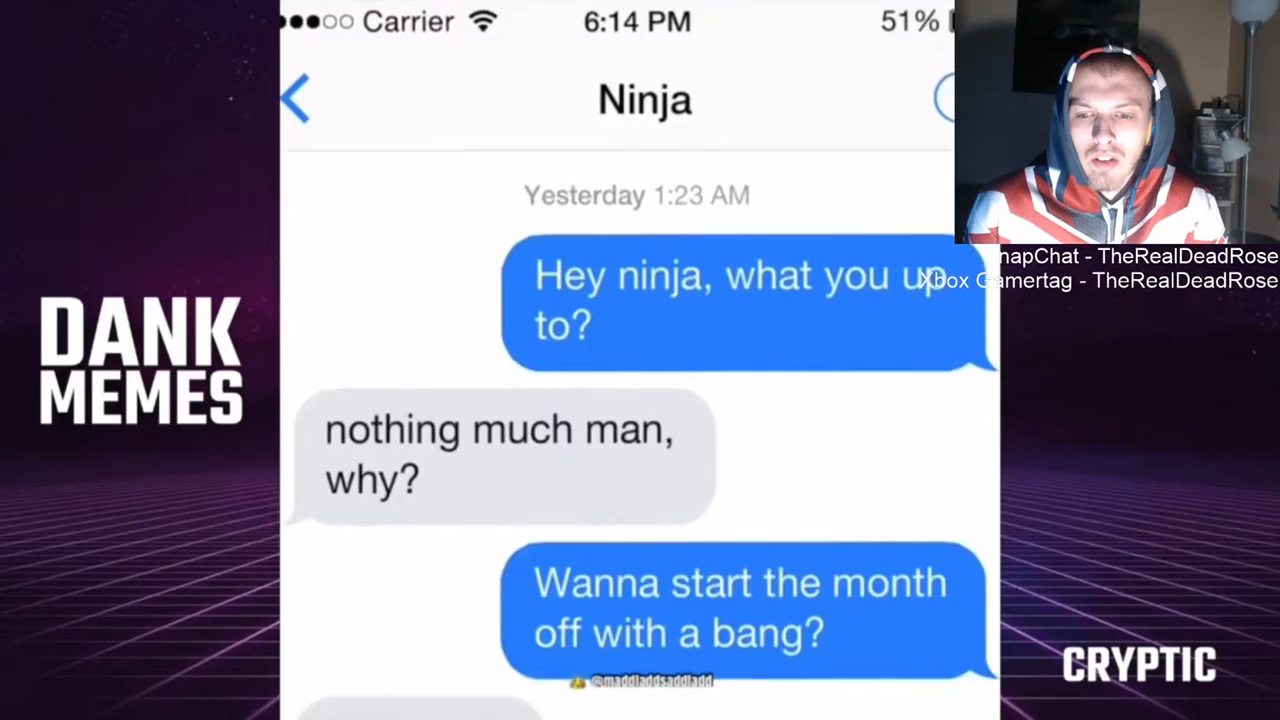 Carrier 6:14 PM 51%
Ninja
Yesterday 1:23 AM
Hey ninja, what you up
to?
nothing much man,
why?
Wanna start the month
off with a bang?
@maddladdsaddladd
DANK
MEMES
CRYPTIC
napChat - TheRealDeadRose
Xbox Gamertag - TheRealDeadRose